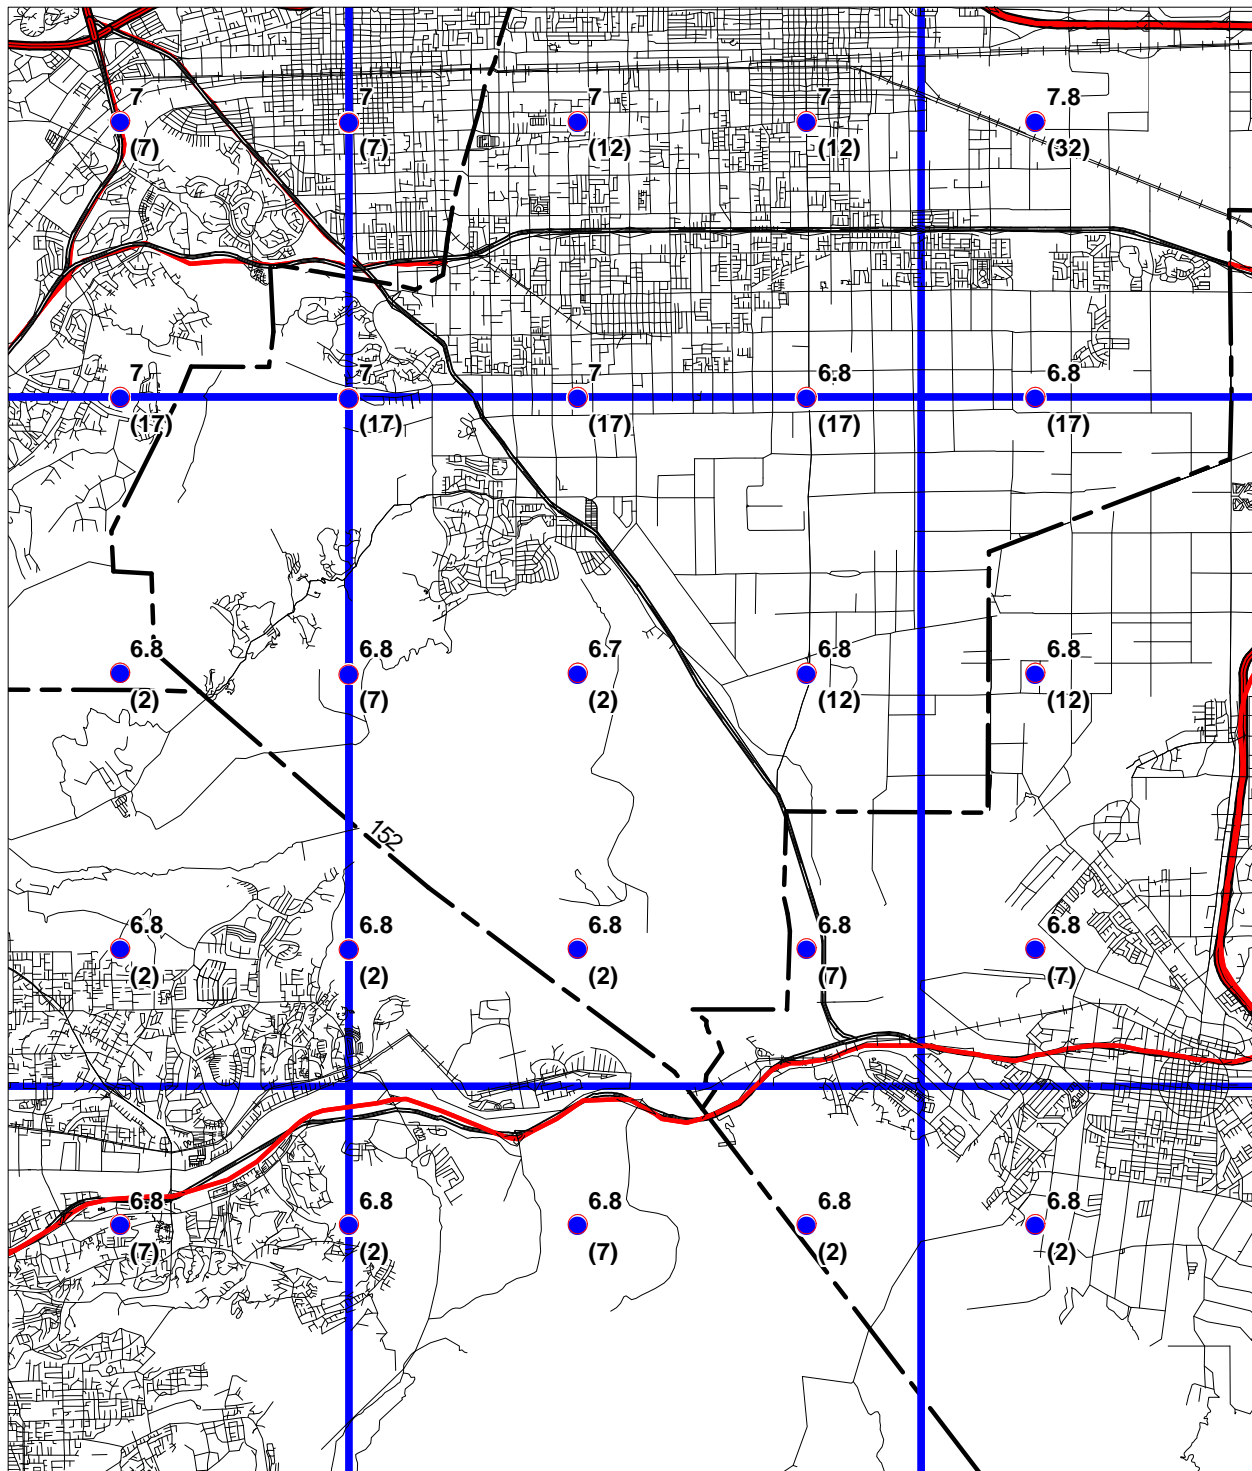 7 7 7 7 7.8
(7) (7) (12) (12) (32)
7 7 7 6.8 6.8
(17) (17) (17) (17) (17)
6.8 6.8 6.7 6.8 6.8
(2) (7) (2) (12) (12)
152
6.8 6.8 6.8 6.8 6.8
(2) (2) (2) (7) (7)
6.8 6.8 6.8 6.8 6.8
(7) (2) (7) (2) (2)